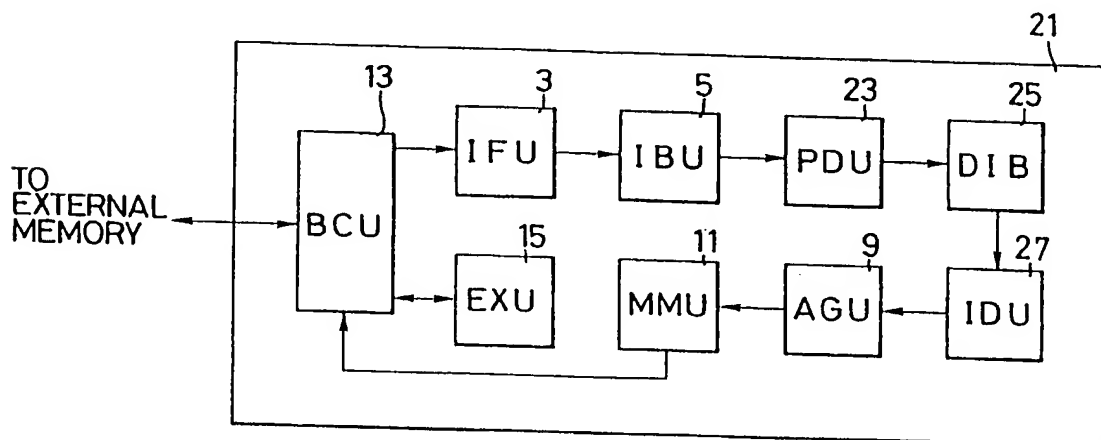 21
13
3
5
23
25
IFU
IBU
PDU
DIB
TO
EXTERNAL
MEMORY
BCU
15
11
9
27
EXU
MMU
AGU
IDU